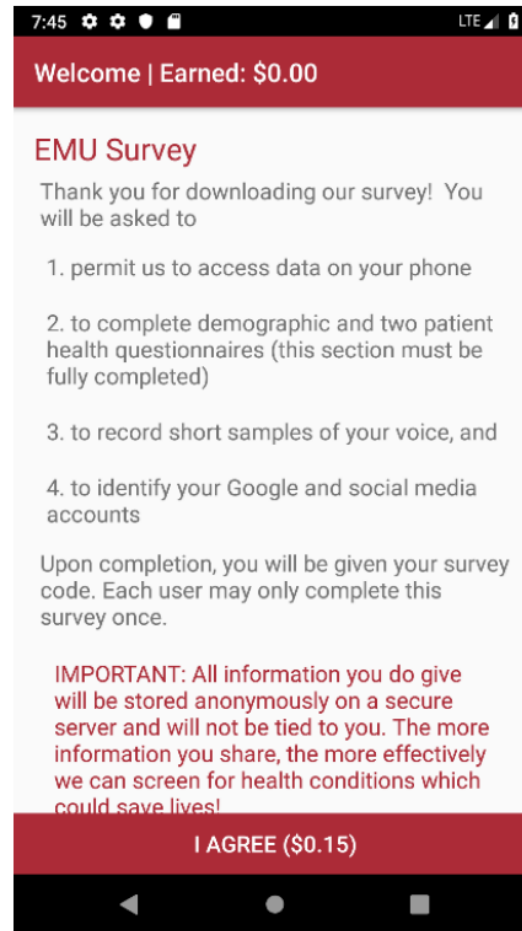 7:45
LTE
Welcome | Earned: $0.00
EMU Survey
Thank you for downloading our survey!  You
will be asked to
1. permit us to access data on your phone
2. to complete demographic and two patient
health questionnaires (this section must be
fully completed)
3. to record short samples of your voice, and
4. to identify your Google and social media
accounts
Upon completion, you will be given your survey
code. Each user may only complete this
survey once.
IMPORTANT: All information you do give
will be stored anonymously on a secure
server and will not be tied to you. The more
information you share, the more effectively
we can screen for health conditions which
could save lives!
I AGREE ($0.15)